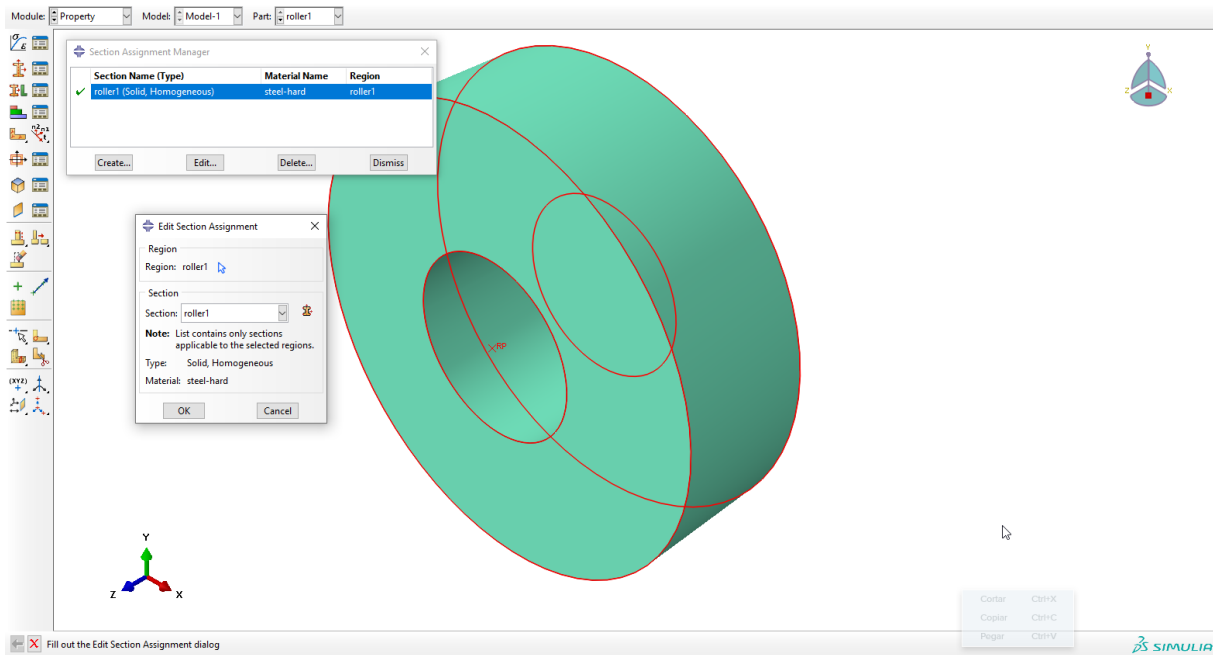 Module: Property Model: Model-1 Part: roller1
Section Assignment Manager
Section Name (Type) Material Name Region
roller1 (Solid, Homogeneous) steel-hard roller1
Create... Edit... Delete... Dismiss
Edit Section Assignment
Region
Region: roller1
Section
Section: roller1
Note: List contains only sections
applicable to the selected regions.
Type: Solid, Homogeneous
Material: steel-hard
OK Cancel
RP
Y
Z X
Y
Z X
Cortar Ctrl+X
Copiar Ctrl+C
Pegar Ctrl+V
Fill out the Edit Section Assignment dialog
SIMULIA